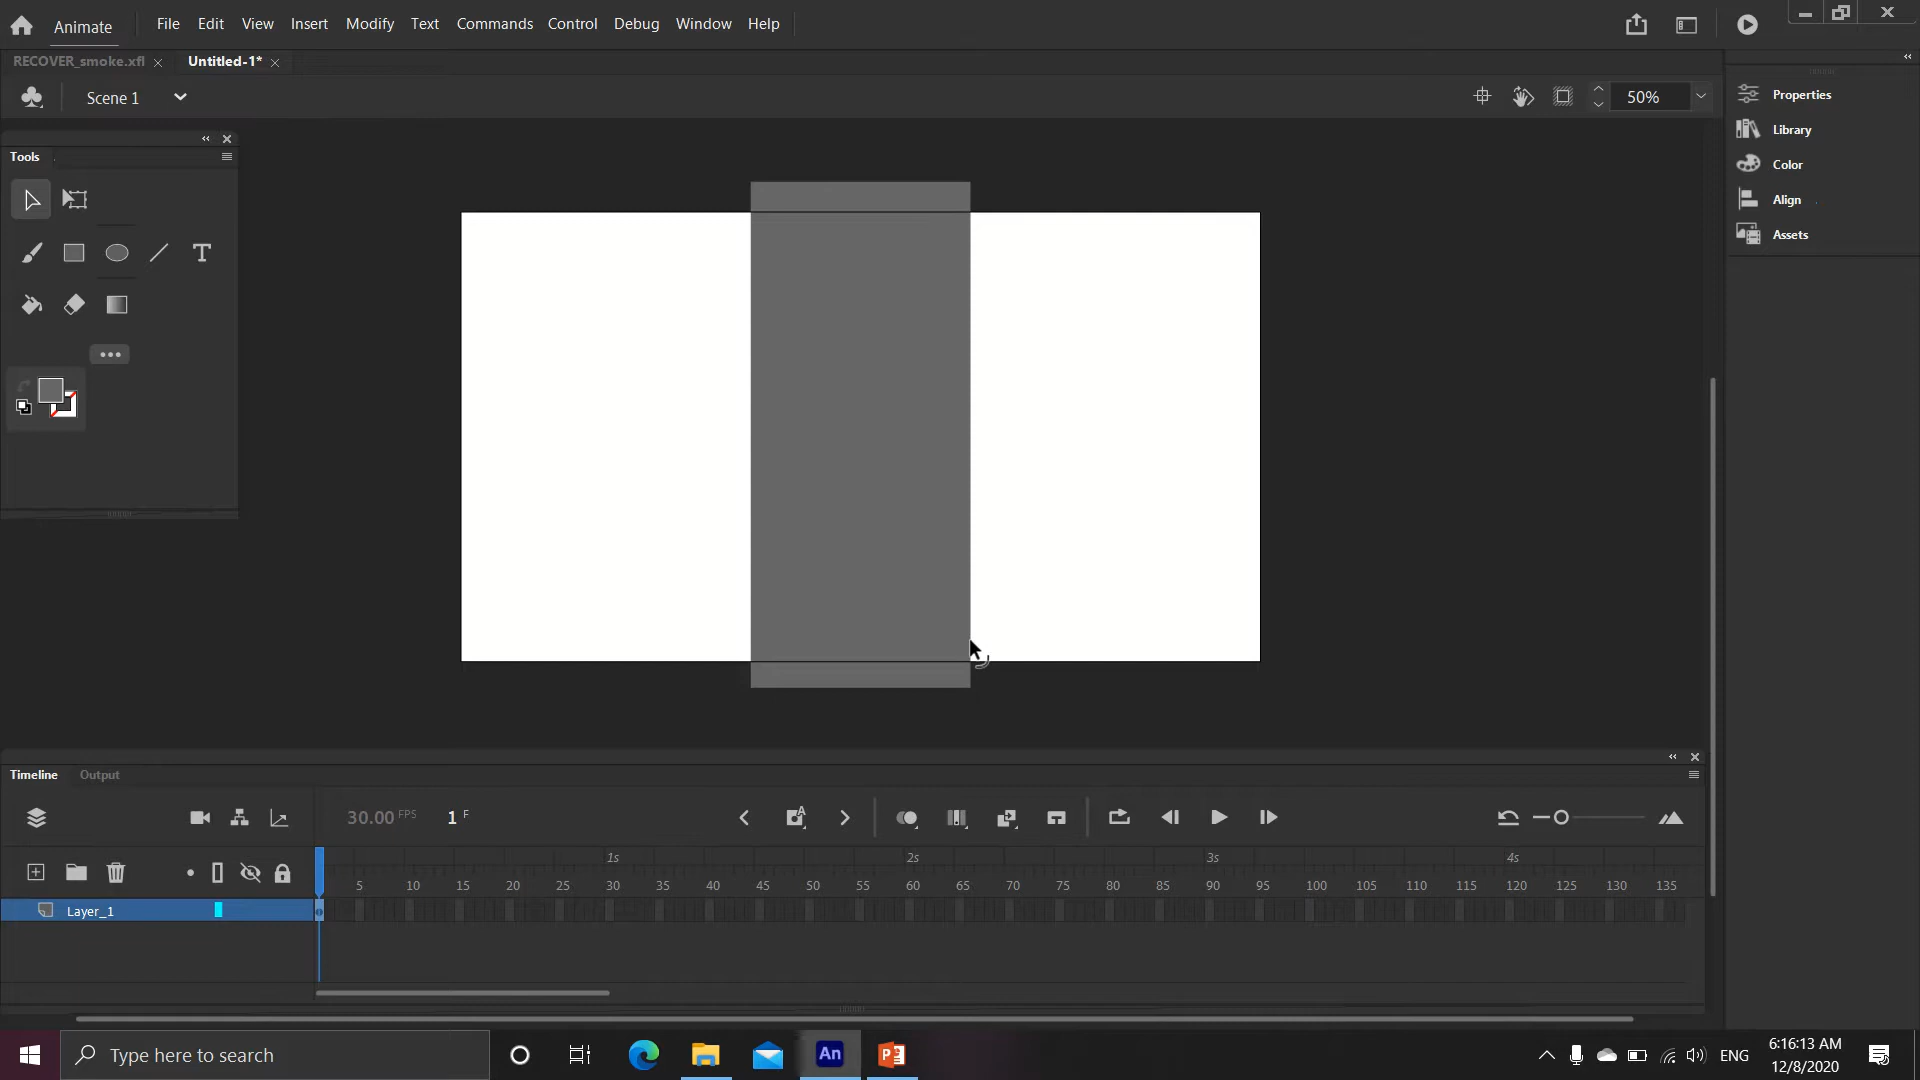 Animate File Edit View Insert Modify Text Commands Control Debug Window Help
RECOVER_smoke.xfl Untitled-1*
Scene 1 50%
Tools
T
Properties
Library
Color
Align
Assets
Timeline Output
30.00 FPS 1 F
1s 2s 3s 4s
5 10 15 20 25 30 35 40 45 50 55 60 65 70 75 80 85 90 95 100 105 110 115 120 125 130 135
Layer_1
Type here to search An ENG 6:16:13 AM
12/8/2020